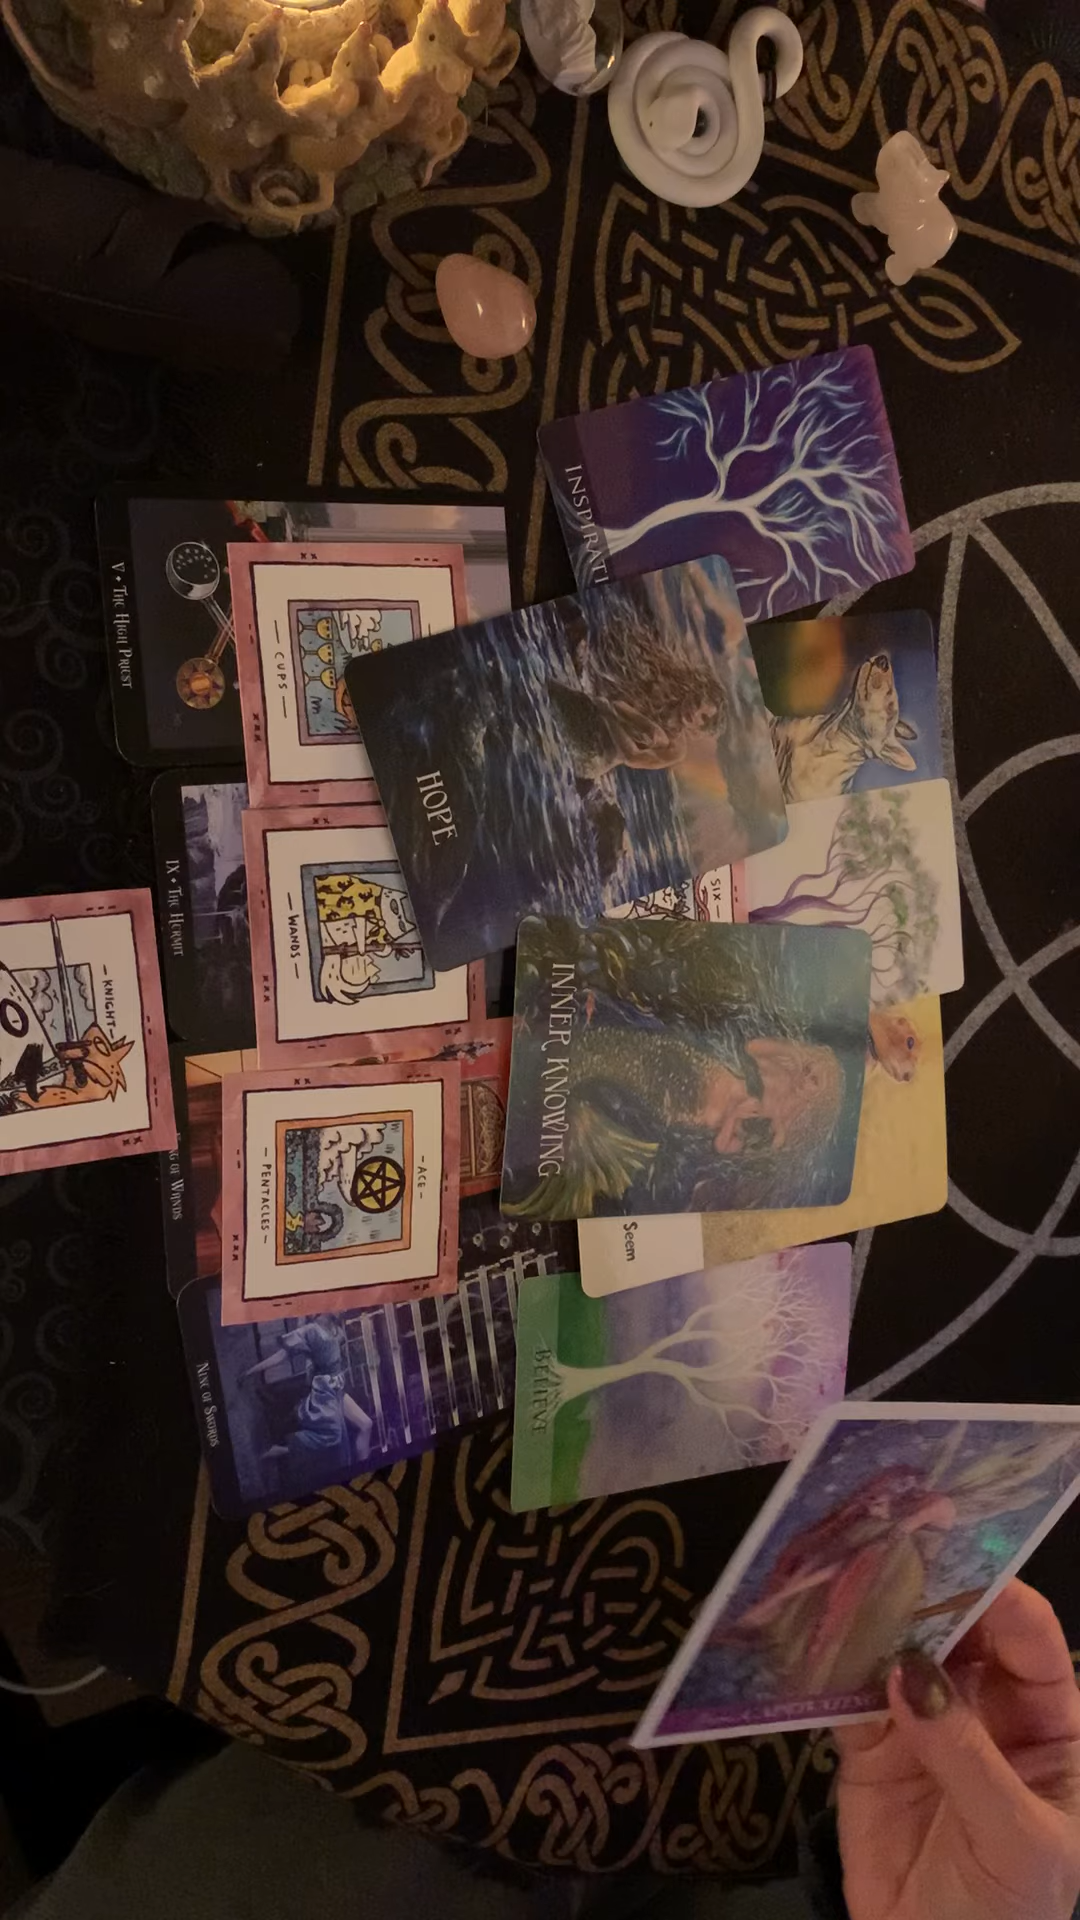 INSPIRATI
V • THE HIGH PRIEST
CUPS
HOPE
IX • THE HERMIT
WANDS
SIX
KNIGHT
INNER KNOWING
OF WANDS
ACE
PENTACLES
Seem
NINE OF SWORDS
BELIEVE